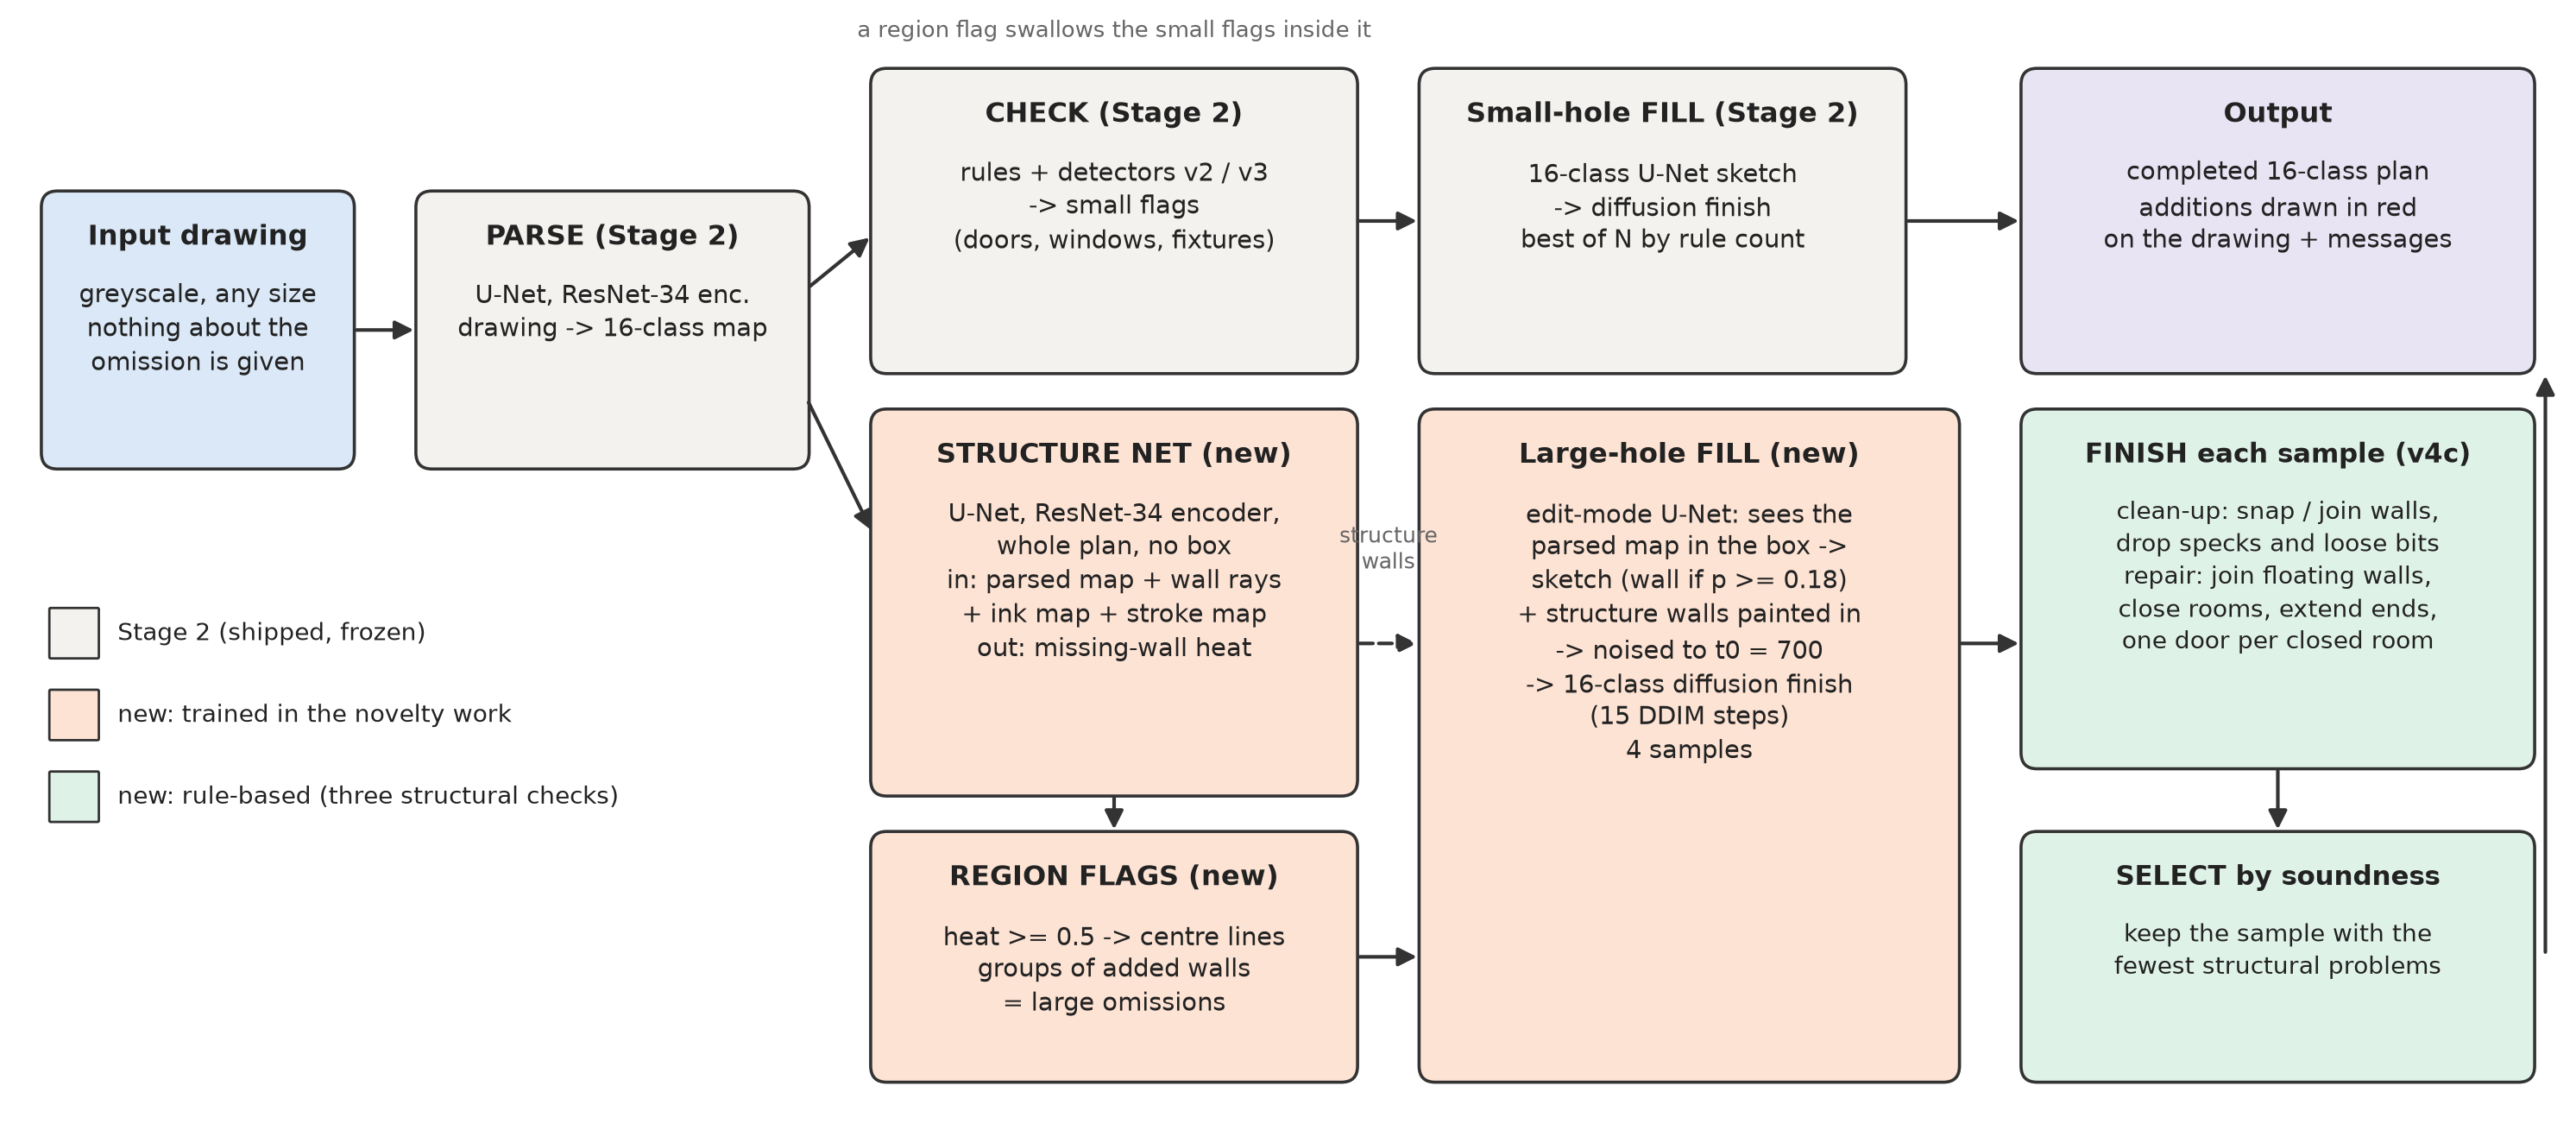 a region flag swallows the small flags inside it
Input drawing
greyscale, any size
nothing about the
omission is given
PARSE (Stage 2)
U-Net, ResNet-34 enc.
drawing -> 16-class map
CHECK (Stage 2)
rules + detectors v2 / v3
-> small flags
(doors, windows, fixtures)
Small-hole FILL (Stage 2)
16-class U-Net sketch
-> diffusion finish
best of N by rule count
Output
completed 16-class plan
additions drawn in red
on the drawing + messages
STRUCTURE NET (new)
U-Net, ResNet-34 encoder,
whole plan, no box
in: parsed map + wall rays
+ ink map + stroke map
out: missing-wall heat
structure
walls
Large-hole FILL (new)
edit-mode U-Net: sees the
parsed map in the box ->
sketch (wall if p >= 0.18)
+ structure walls painted in
-> noised to t0 = 700
-> 16-class diffusion finish
(15 DDIM steps)
4 samples
FINISH each sample (v4c)
clean-up: snap / join walls,
drop specks and loose bits
repair: join floating walls,
close rooms, extend ends,
one door per closed room
REGION FLAGS (new)
heat >= 0.5 -> centre lines
groups of added walls
= large omissions
SELECT by soundness
keep the sample with the
fewest structural problems
Stage 2 (shipped, frozen)
new: trained in the novelty work
new: rule-based (three structural checks)